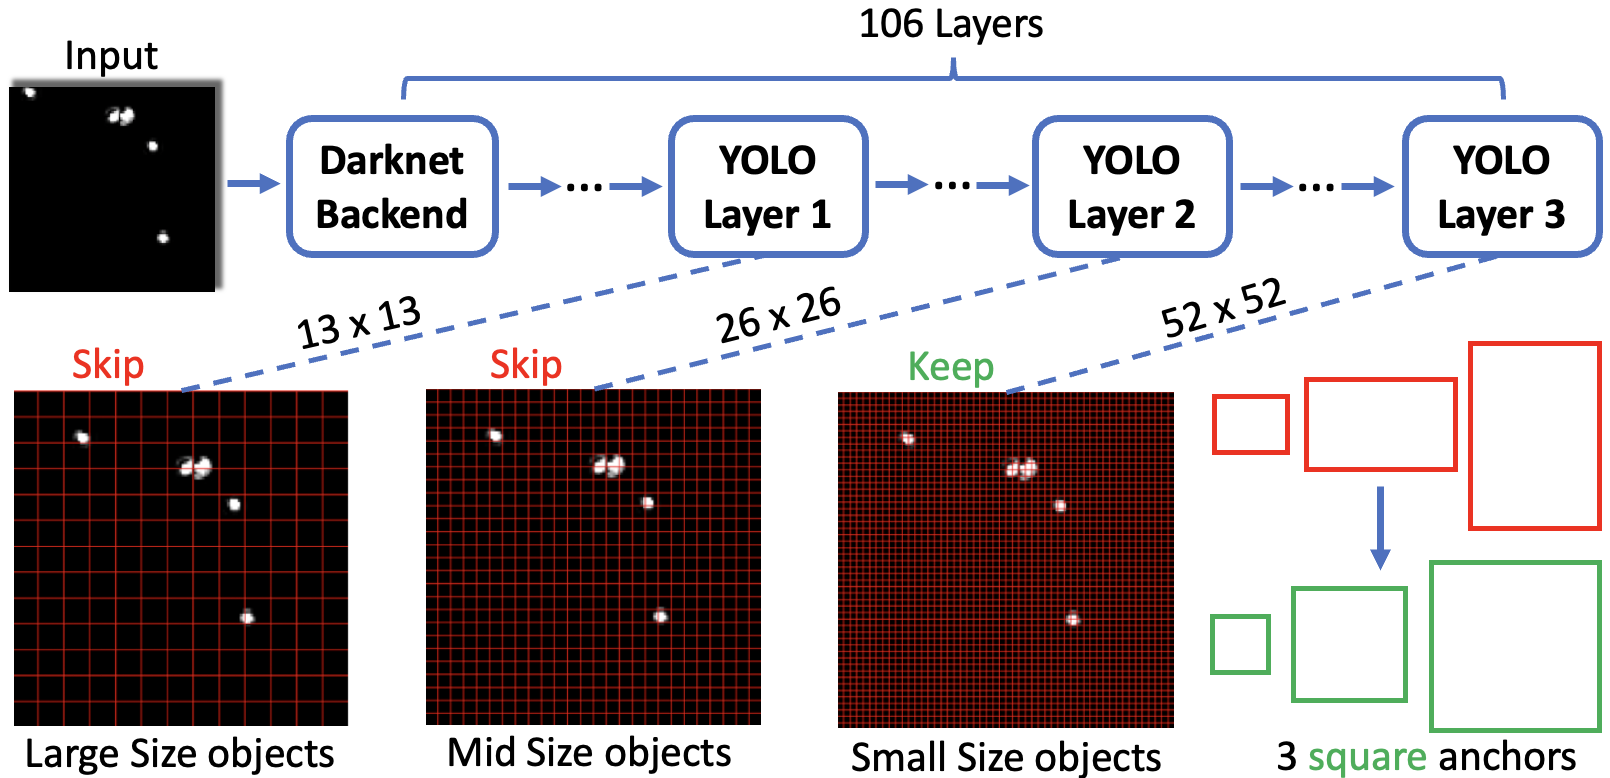 106 Layers
Input
Darknet
Backend
...
YOLO
Layer 1
...
YOLO
Layer 2
...
YOLO
Layer 3
13 x 13
26 x 26
52 x 52
Skip
Skip
Keep
Large Size objects
Mid Size objects
Small Size objects
3 square anchors